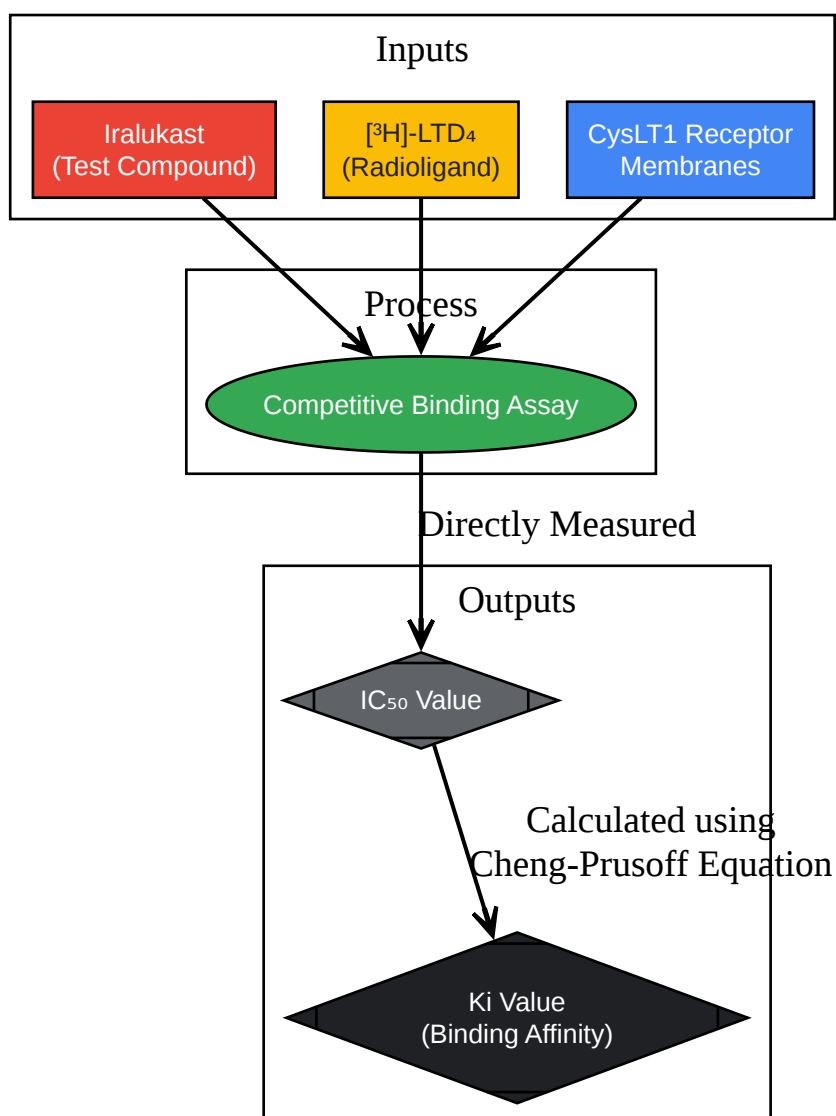 Inputs
Iralukast
(Test Compound)
[³H]-LTD₄
(Radioligand)
CysLT1 Receptor
Membranes
Process
Competitive Binding Assay
Directly Measured
Outputs
IC₅₀ Value
Calculated using
Cheng-Prusoff Equation
Ki Value
(Binding Affinity)